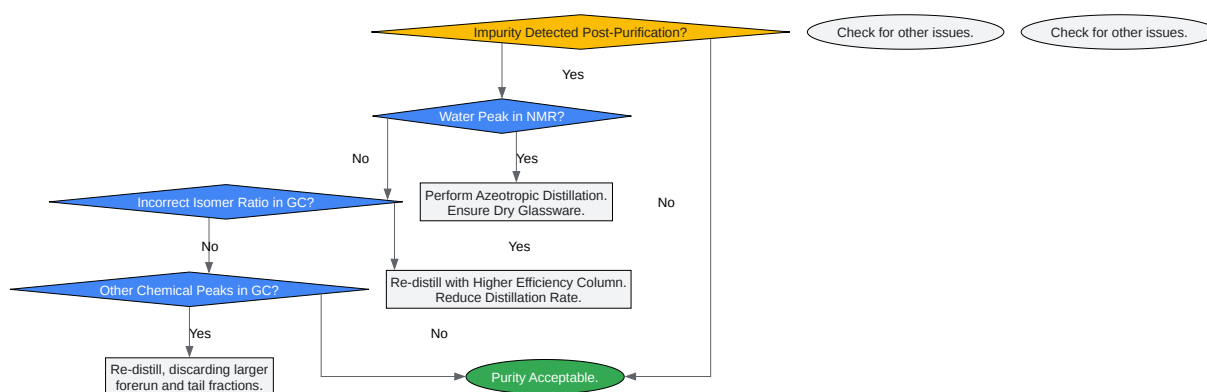 Impurity Detected Post-Purification?
Check for other issues.
Check for other issues.
Yes
Water Peak in NMR?
No
Yes
Perform Azeotropic Distillation.
Ensure Dry Glassware.
Incorrect Isomer Ratio in GC?
No
No
Yes
Re-distill with Higher Efficiency Column.
Reduce Distillation Rate.
Other Chemical Peaks in GC?
Yes
No
Re-distill, discarding larger
forerun and tail fractions.
Purity Acceptable.